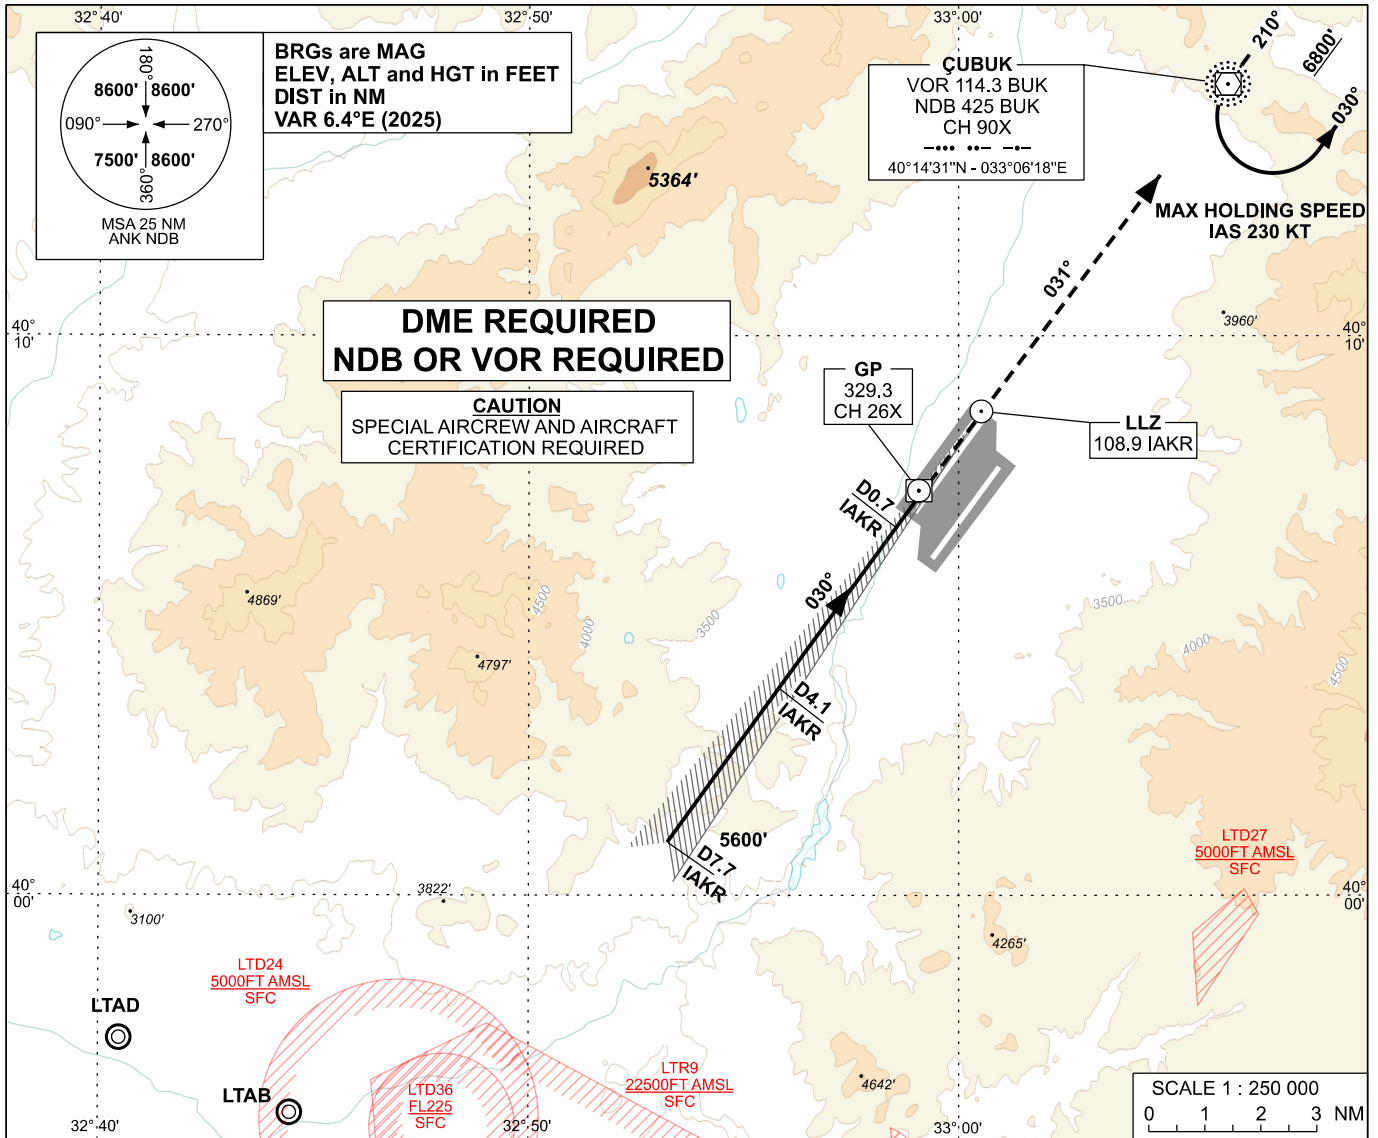 32°40'
32°50'
33°00'
180°
8600' 8600'
090° 270°
7500' 8600'
360°
MSA 25 NM
ANK NDB
BRGs are MAG
ELEV, ALT and HGT in FEET
DIST in NM
VAR 6.4°E (2025)
ÇUBUK
VOR 114.3 BUK
NDB 425 BUK
CH 90X
40°14'31"N - 033°06'18"E
210°
6800'
030°
5364'
MAX HOLDING SPEED
IAS 230 KT
031°
3960'
40°
10'
40°
10'
DME REQUIRED
NDB OR VOR REQUIRED
CAUTION
SPECIAL AIRCREW AND AIRCRAFT
CERTIFICATION REQUIRED
GP
329.3
CH 26X
LLZ
108.9 IAKR
D0.7
IAKR
030°
4869'
4500
4000
3500
3500
4000
4500
4797'
D4.1
IAKR
5600'
D7.7
IAKR
LTD27
5000FT AMSL
SFC
40°
00'
40°
00'
3822'
3100'
4265'
LTD24
5000FT AMSL
SFC
LTAD
LTAB
LTD36
FL225
SFC
LTR9
22500FT AMSL
SFC
4642'
SCALE 1 : 250 000
0 1 2 3 NM
32°40'
32°50'
33°00'